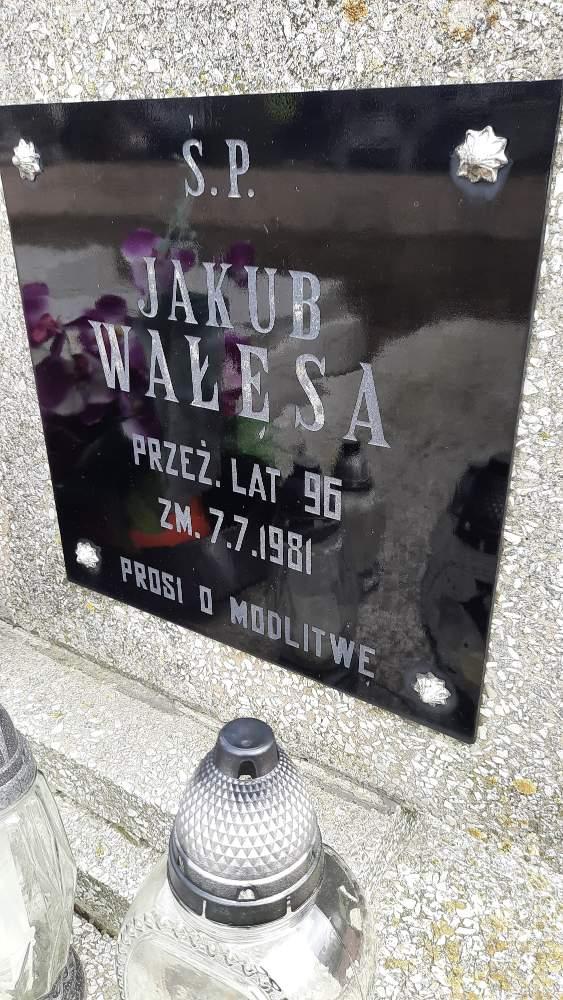 Ś.P.
JAKUB
WAŁĘSA
PRZEŻ. LAT 96
ZM. 7.7.1981
PROSI O MODLITWĘ